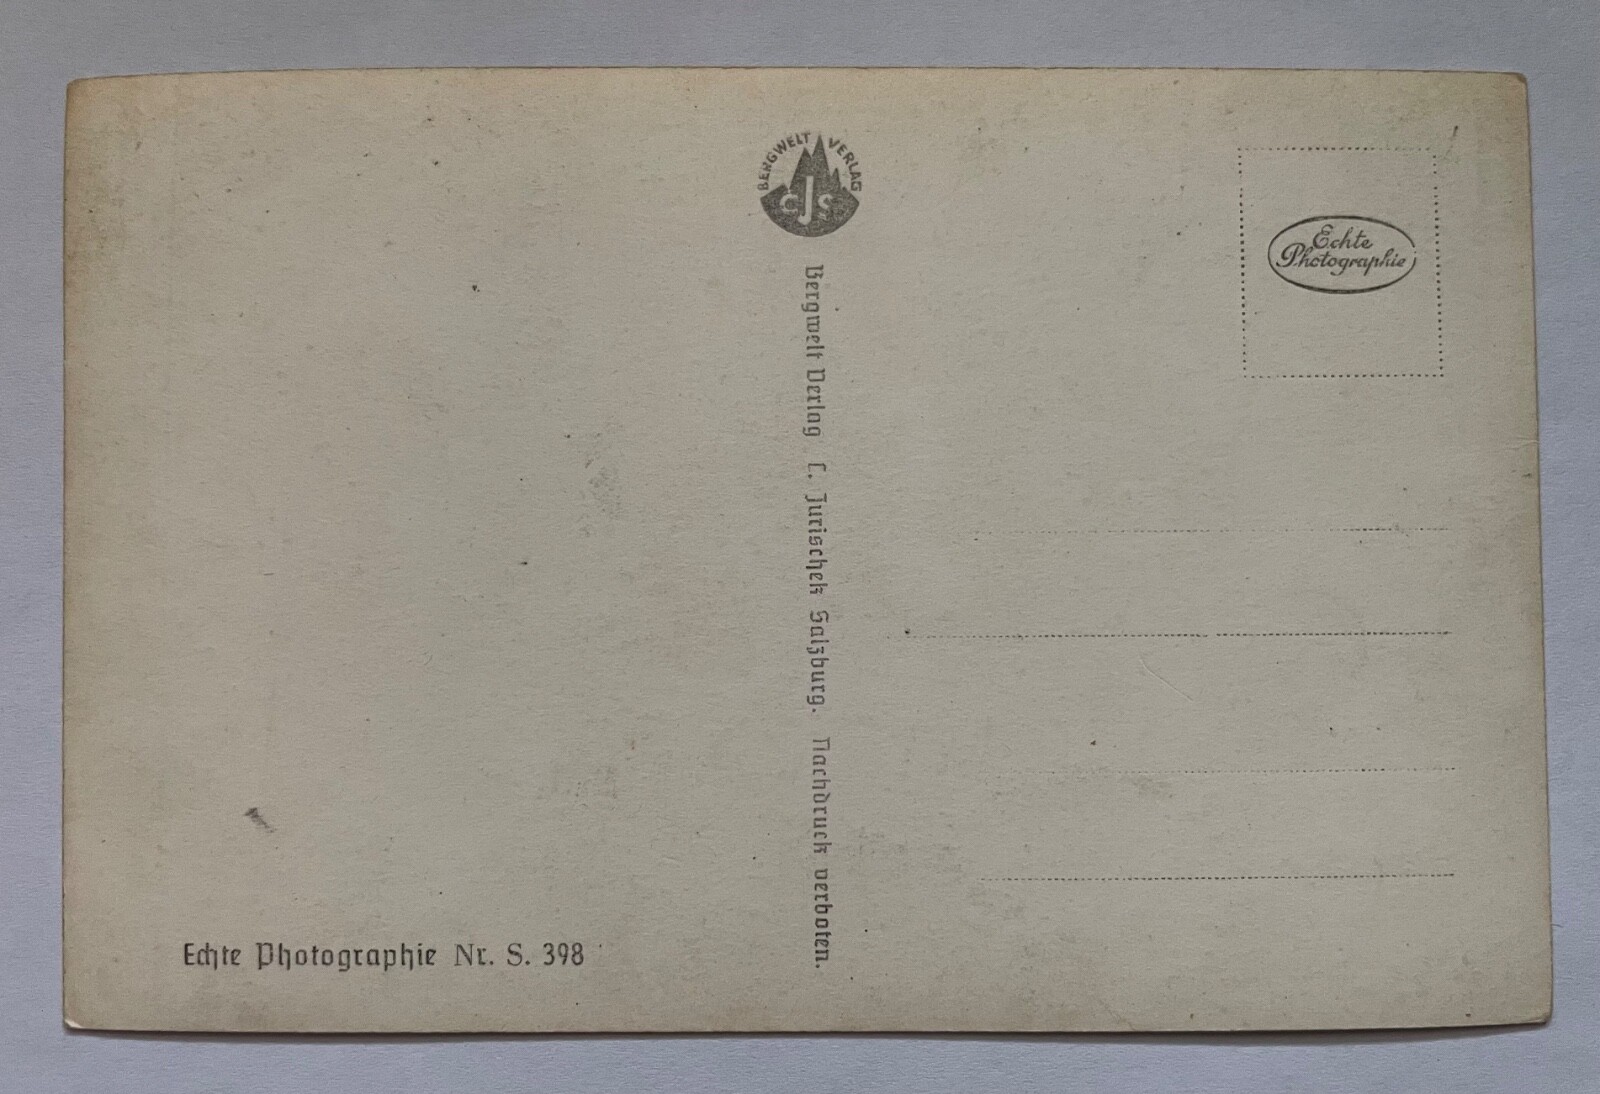 BERGWELT VERLAG
CJS
Echte
Photographie
Bergwelt Verlag C. Jurischek Salzburg. Nachdruck verboten.
Echte Photographie Nr. S. 398